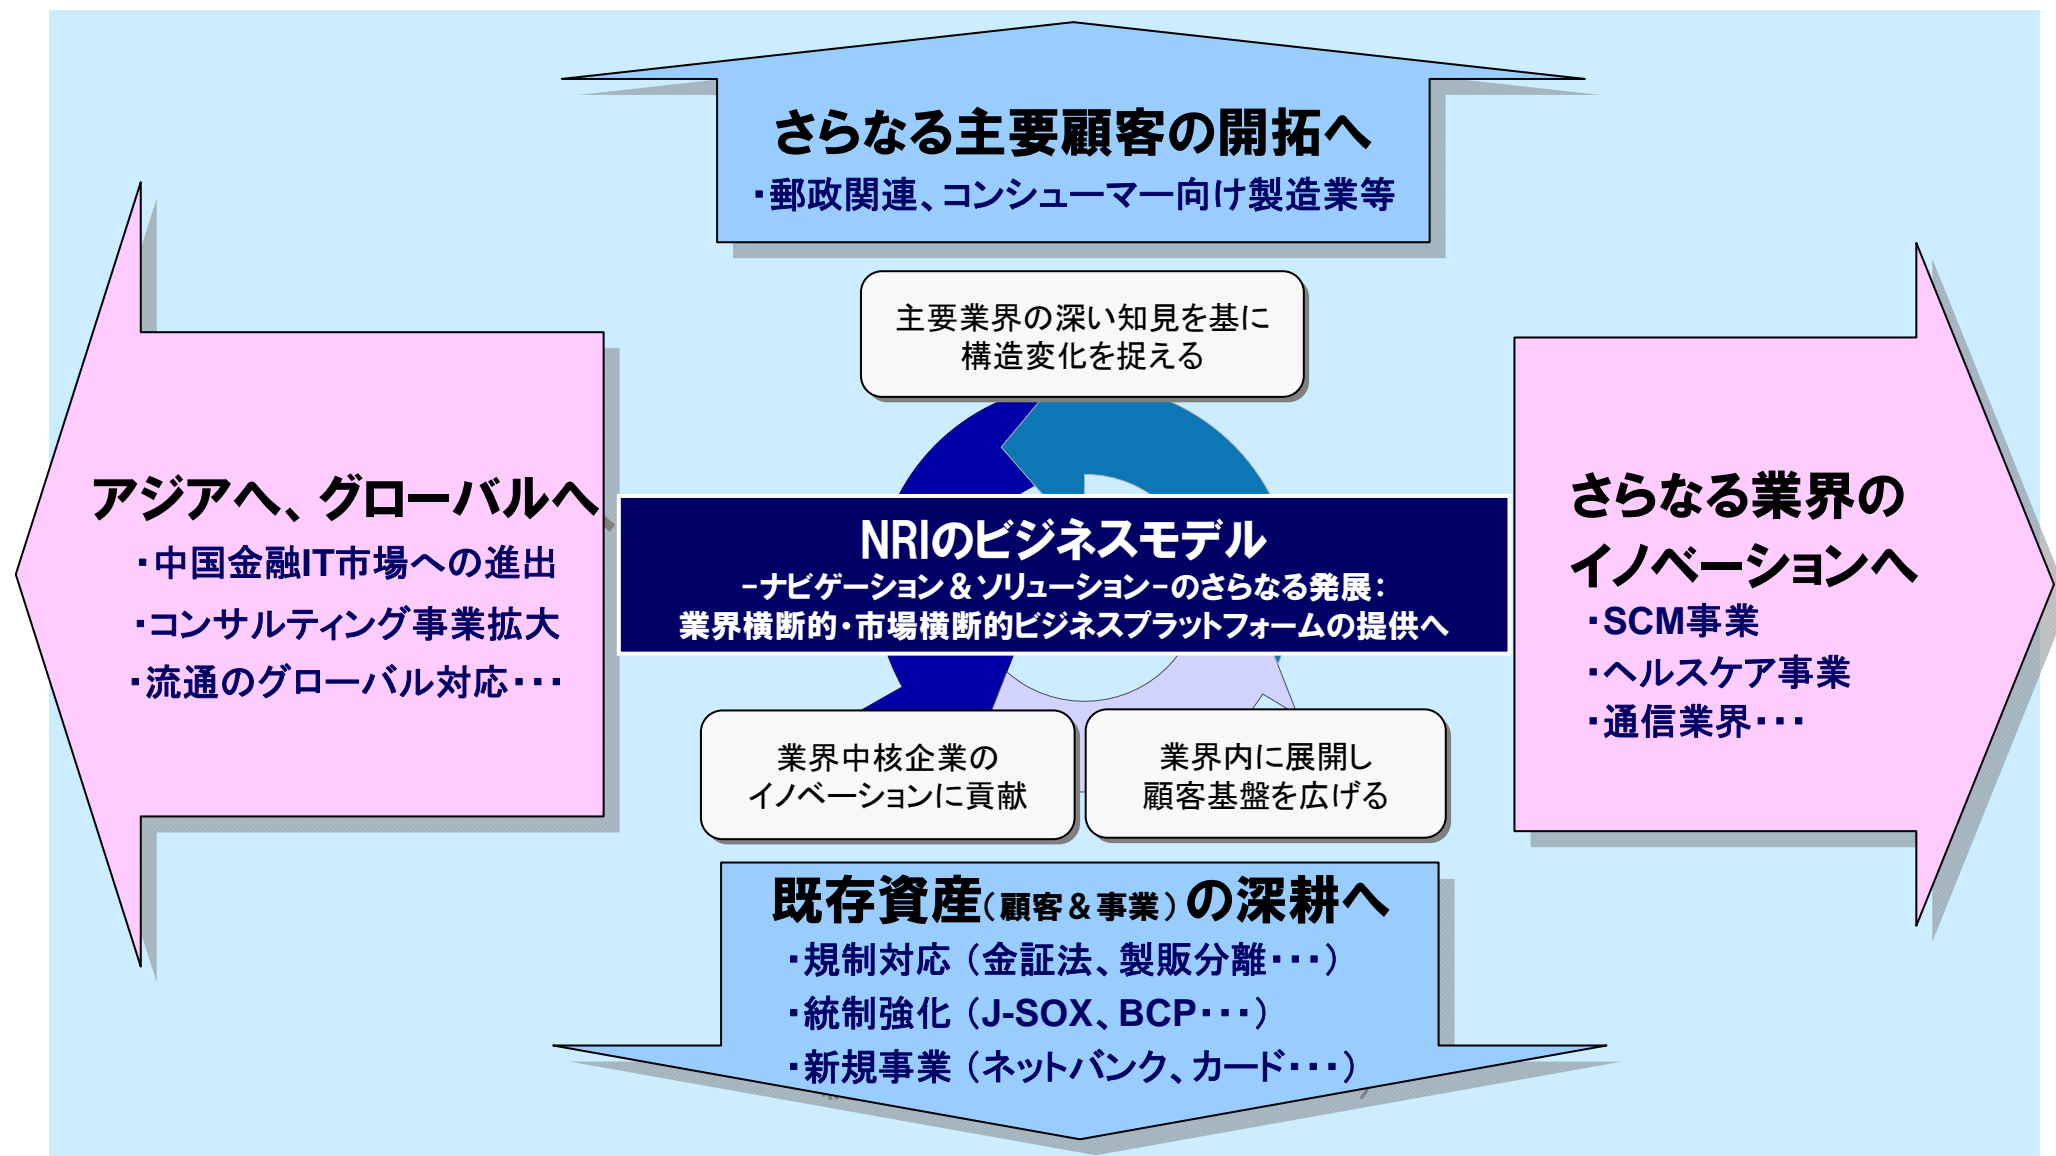 さらなる主要顧客の開拓へ
・郵政関連、コンシューマー向け製造業等
主要業界の深い知見を基に
構造変化を捉える
アジアへ、グローバルへ
・中国金融IT市場への進出
・コンサルティング事業拡大
・流通のグローバル対応・・・
NRIのビジネスモデル
-ナビゲーション＆ソリューション-のさらなる発展：
業界横断的・市場横断的ビジネスプラットフォームの提供へ
さらなる業界の
イノベーションへ
・SCM事業
・ヘルスケア事業
・通信業界・・・
業界中核企業の
イノベーションに貢献
業界内に展開し
顧客基盤を広げる
既存資産（顧客＆事業）の深耕へ
・規制対応（金証法、製販分離・・・）
・統制強化（J-SOX、BCP・・・）
・新規事業（ネットバンク、カード・・・）